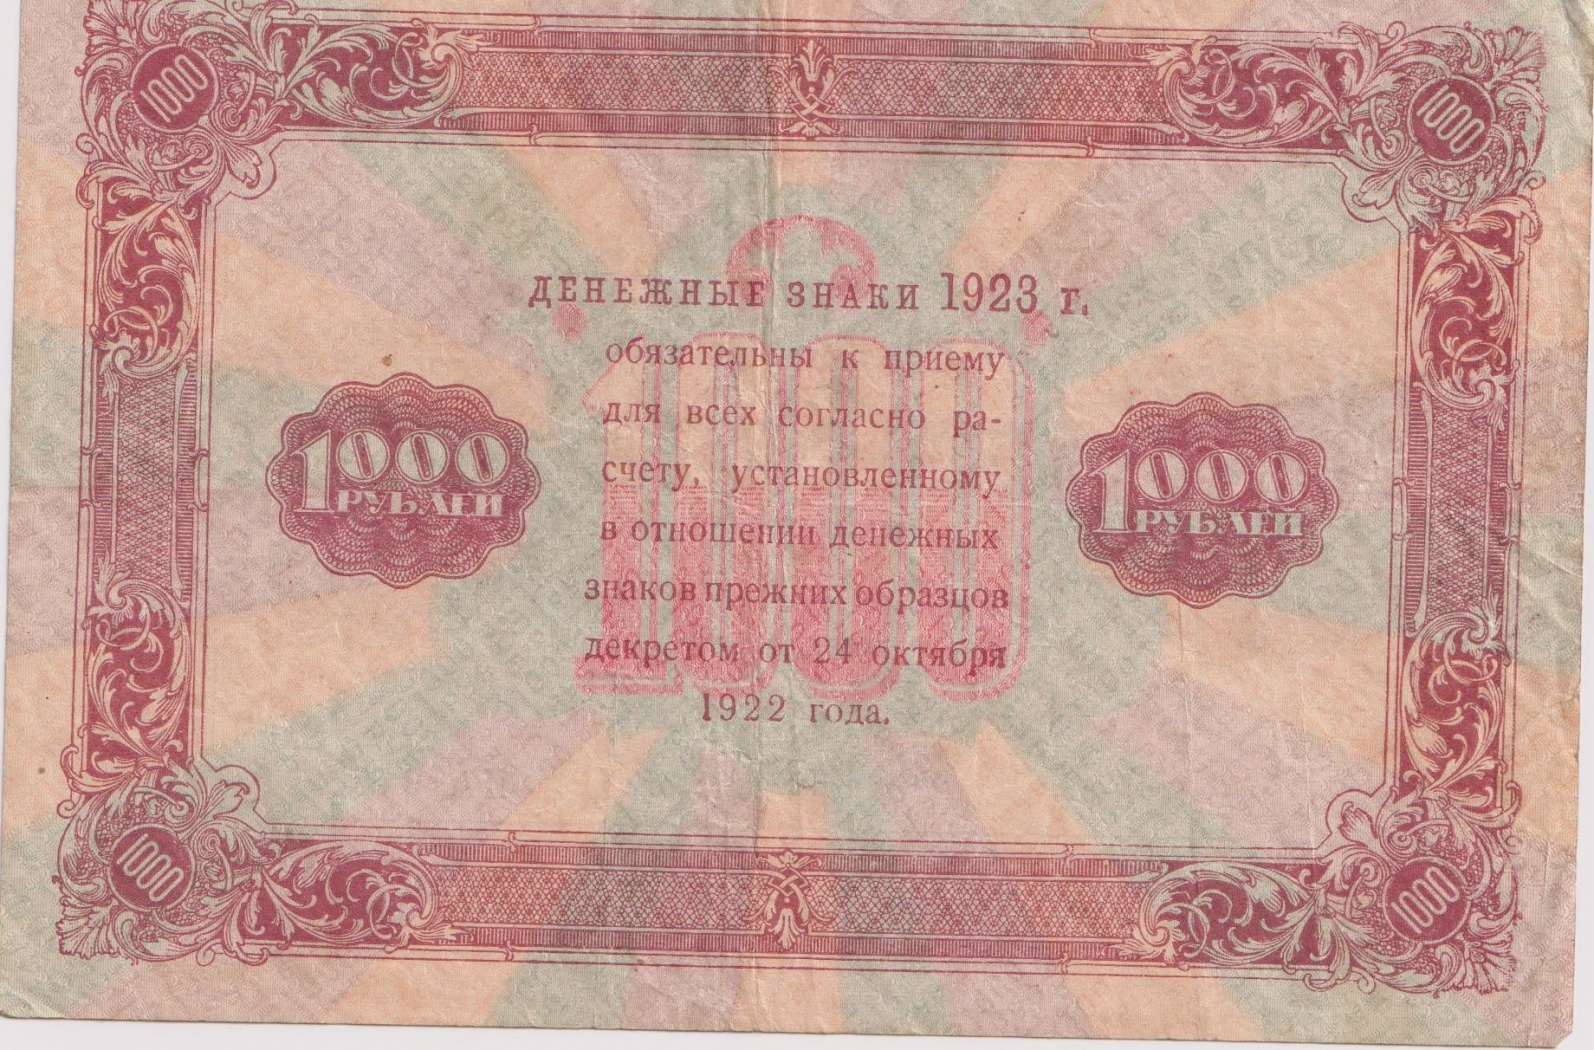 1000
1000
ДЕНЕЖНЫЕ ЗНАКИ 1923 г.
обязательны к приему
для всех согласно ра-
счету, установленному
в отношении денежных
знаков прежних образцов
декретом от 24 октября
1922 года.
1000
РУБЛЕЙ
1000
1000
РУБЛЕЙ
1000
1000